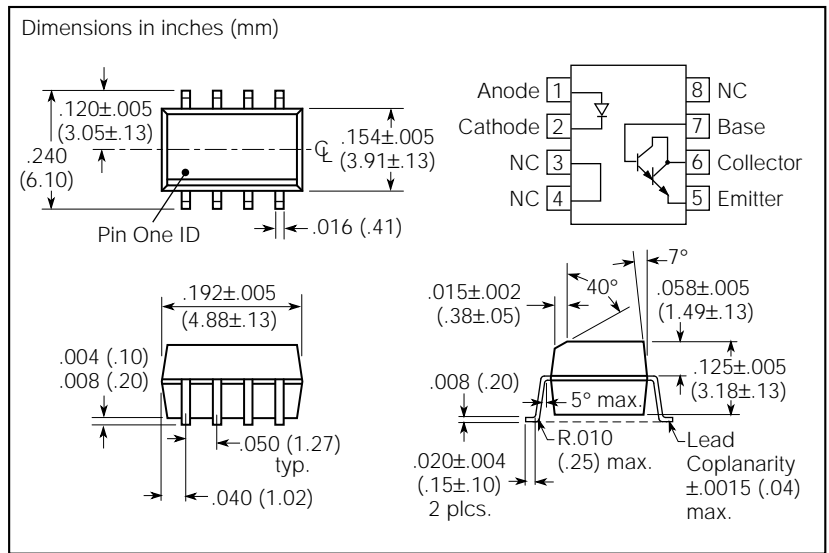 Dimensions in inches (mm)
.120±.005
(3.05±.13)
.240
(6.10)
℄
.154±.005
(3.91±.13)
Pin One ID
.016 (.41)
Anode 1
Cathode 2
NC 3
NC 4
8 NC
7 Base
6 Collector
5 Emitter
.192±.005
(4.88±.13)
.004 (.10)
.008 (.20)
.050 (1.27)
typ.
.040 (1.02)
7°
40°
.015±.002
(.38±.05)
.058±.005
(1.49±.13)
.125±.005
(3.18±.13)
.008 (.20)
5° max.
R.010
(.25) max.
.020±.004
(.15±.10)
2 plcs.
Lead
Coplanarity
±.0015 (.04)
max.